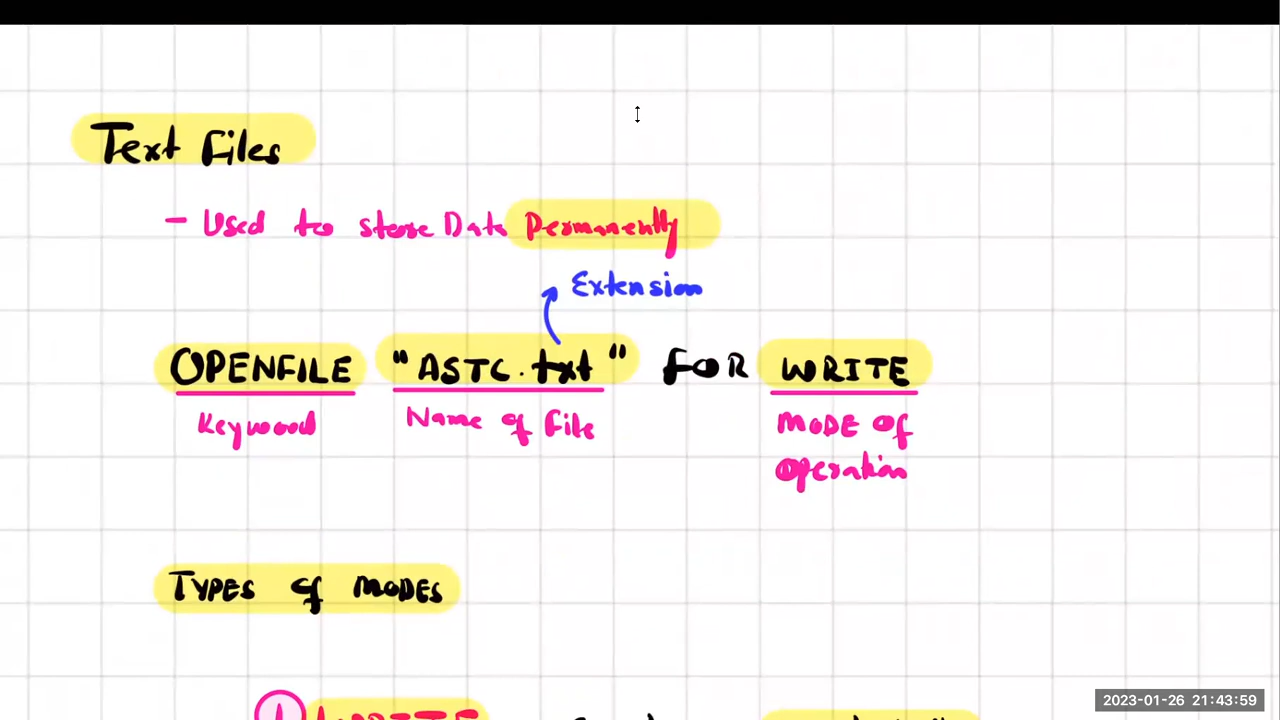 Text Files
- Used to store Data Permanently
Extension
OPENFILE "ASTC.txt" FOR WRITE
Keyword Name of File MODE of
operation
TYPES of MODES
WRITE
2023-01-26 21:43:59